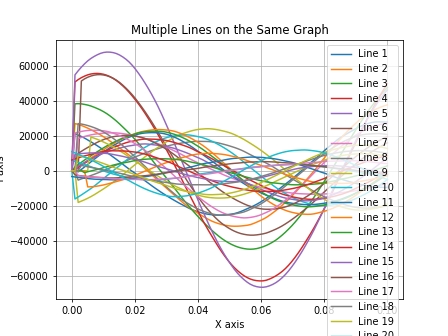 Multiple Lines on the Same Graph
60000
40000
20000
0
−20000
−40000
−60000
0.00
0.02
0.04
0.06
X axis
Line 1
Line 2
Line 3
Line 4
Line 5
Line 6
Line 7
Line 8
Line 9
Line 10
Line 11
Line 12
Line 13
Line 14
Line 15
Line 16
Line 17
Line 18
Line 19